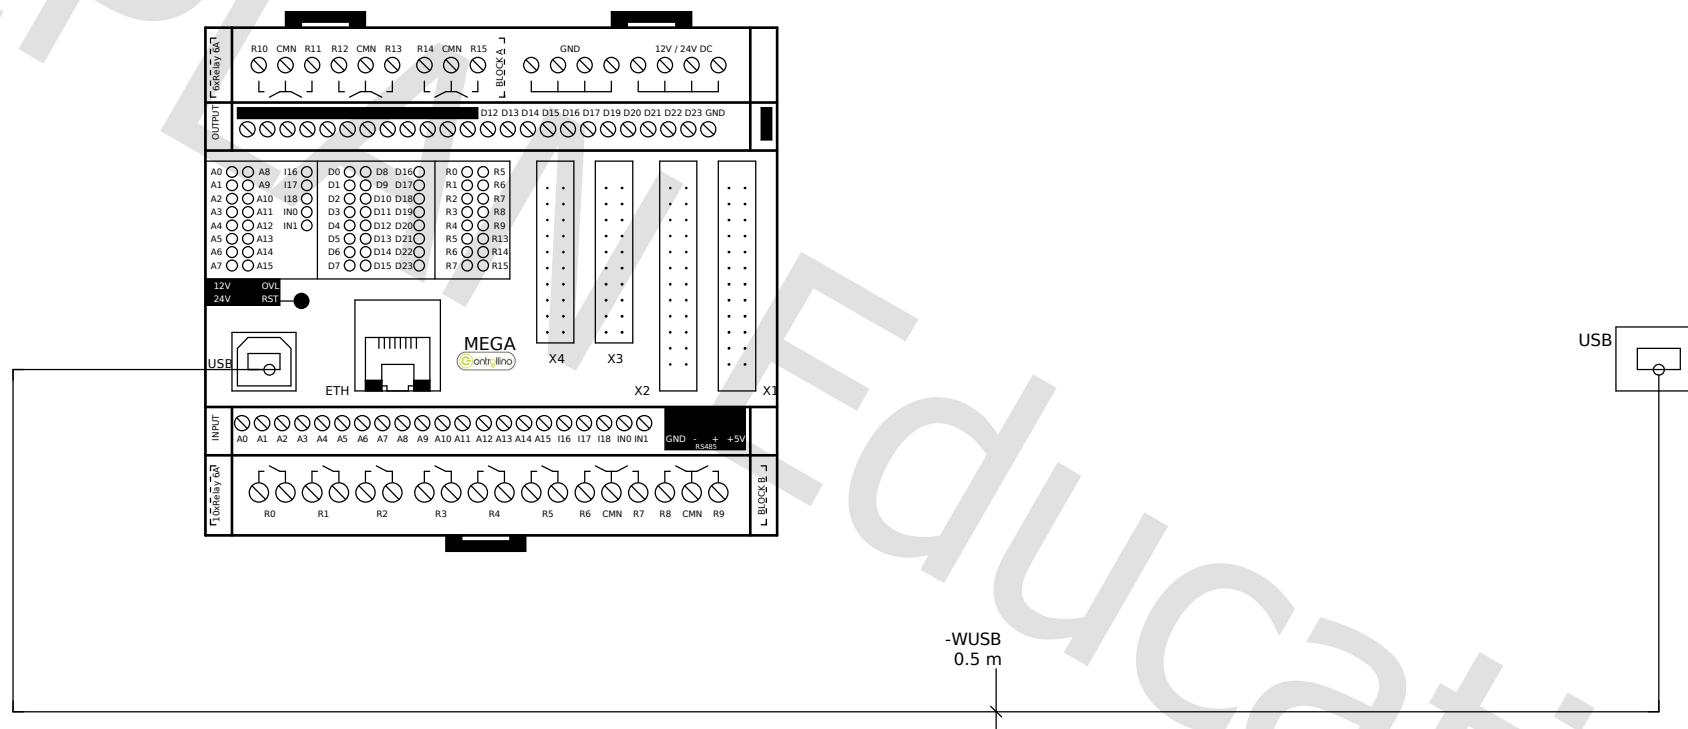 R10 CMN R11 R12 CMN R13 R14 CMN R15
GND
12V / 24V DC
6xRelay 6A
BLOCK A
OUTPUT
D12 D13 D14 D15 D16 D17 D19 D20 D21 D22 D23 GND
A0 A8 I16 D0 D8 D16 R0 R5
A1 A9 I17 D1 D9 D17 R1 R6
A2 A10 I18 D2 D10 D18 R2 R7
A3 A11 IN0 D3 D11 D19 R3 R8
A4 A12 IN1 D4 D12 D20 R4 R9
A5 A13 D5 D13 D21 R5 R13
A6 A14 D6 D14 D22 R6 R14
A7 A15 D7 D15 D23 R7 R15
12V OVL
24V RST
USB
ETH
MEGA
Controllino
X4
X3
X2
X1
USB
INPUT
A0 A1 A2 A3 A4 A5 A6 A7 A8 A9 A10 A11 A12 A13 A14 A15 I16 I17 I18 IN0 IN1
GND - + +5V
RS485
10xRelay 6A
BLOCK B
R0 R1 R2 R3 R4 R5 R6 CMN R7 R8 CMN R9
-WUSB
0.5 m
PLAN Educati